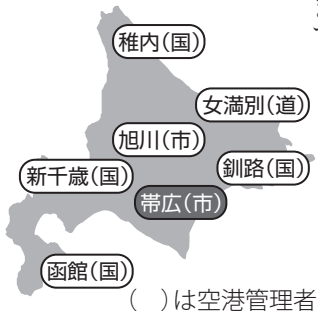 稚内(国)
女満別(道)
旭川(市)
新千歳(国)
釧路(国)
帯広(市)
函館(国)
(　)は空港管理者